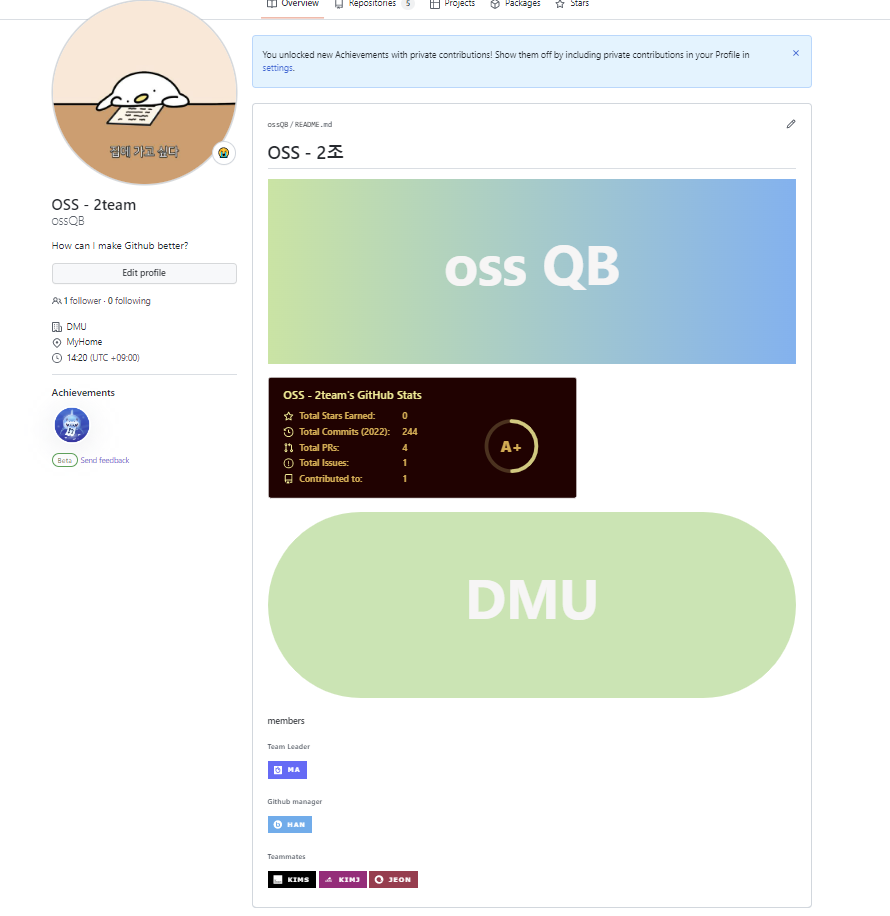 Overview
Repositories 5
Projects
Packages
Stars
집에 가고 싶다
OSS - 2team
ossQB
How can I make Github better?
Edit profile
1 follower · 0 following
DMU
MyHome
14:20 (UTC +09:00)
Achievements
Beta Send feedback
You unlocked new Achievements with private contributions! Show them off by including private contributions in your Profile in
settings.
ossQB / README.md
OSS - 2조
oss QB
OSS - 2team's GitHub Stats
Total Stars Earned: 0
Total Commits (2022): 244
Total PRs: 4
Total Issues: 1
Contributed to: 1
A+
DMU
members
Team Leader
MA
Github manager
HAN
Teammates
KIMS
KIMJ
JEON